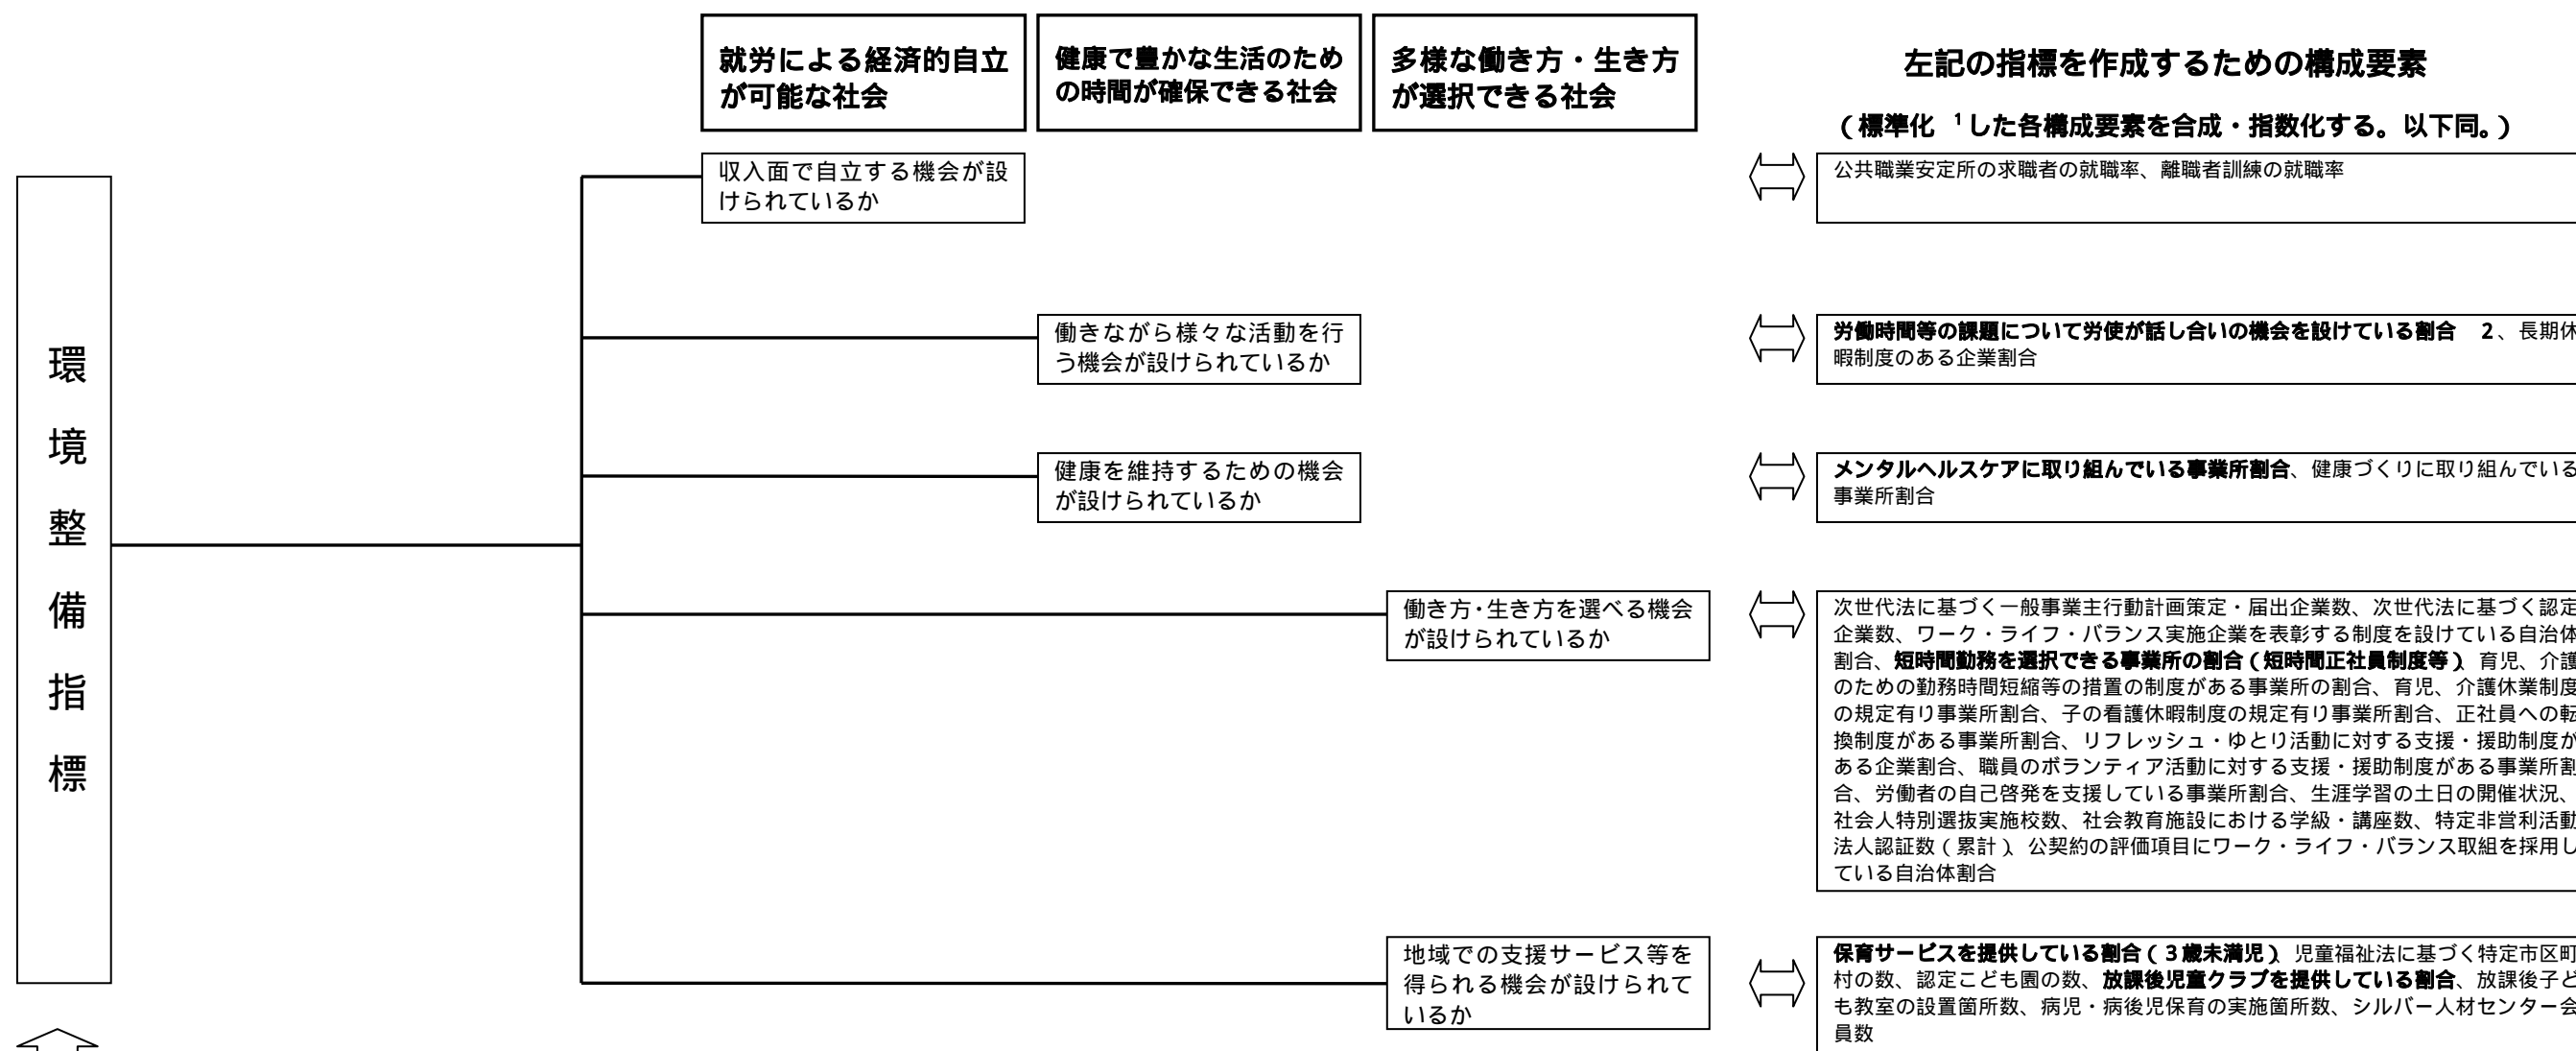 就労による経済的自立
が可能な社会
健康で豊かな生活のため
の時間が確保できる社会
多様な働き方・生き方
が選択できる社会
左記の指標を作成するための構成要素
(標準化 1した各構成要素を合成・指数化する。以下同。)
環境整備指標
収入面で自立する機会が設
けられているか
公共職業安定所の求職者の就職率、離職者訓練の就職率
働きながら様々な活動を行
う機会が設けられているか
労働時間等の課題について労使が話し合いの機会を設けている割合 2、長期休
暇制度のある企業割合
健康を維持するための機会
が設けられているか
メンタルヘルスケアに取り組んでいる事業所割合、健康づくりに取り組んでいる
事業所割合
働き方・生き方を選べる機会
が設けられているか
次世代法に基づく一般事業主行動計画策定・届出企業数、次世代法に基づく認定
企業数、ワーク・ライフ・バランス実施企業を表彰する制度を設けている自治体
割合、短時間勤務を選択できる事業所の割合(短時間正社員制度等)、育児、介護
のための勤務時間短縮等の措置の制度がある事業所の割合、育児、介護休業制度
の規定有り事業所割合、子の看護休暇制度の規定有り事業所割合、正社員への転
換制度がある事業所割合、リフレッシュ・ゆとり活動に対する支援・援助制度が
ある企業割合、職員のボランティア活動に対する支援・援助制度がある事業所割
合、労働者の自己啓発を支援している事業所割合、生涯学習の土日の開催状況、
社会人特別選抜実施校数、社会教育施設における学級・講座数、特定非営利活動
法人認証数(累計)、公契約の評価項目にワーク・ライフ・バランス取組を採用し
ている自治体割合
地域での支援サービス等を
得られる機会が設けられて
いるか
保育サービスを提供している割合(3歳未満児)、児童福祉法に基づく特定市区町
村の数、認定こども園の数、放課後児童クラブを提供している割合、放課後子ど
も教室の設置箇所数、病児・病後児保育の実施箇所数、シルバー人材センター会
員数